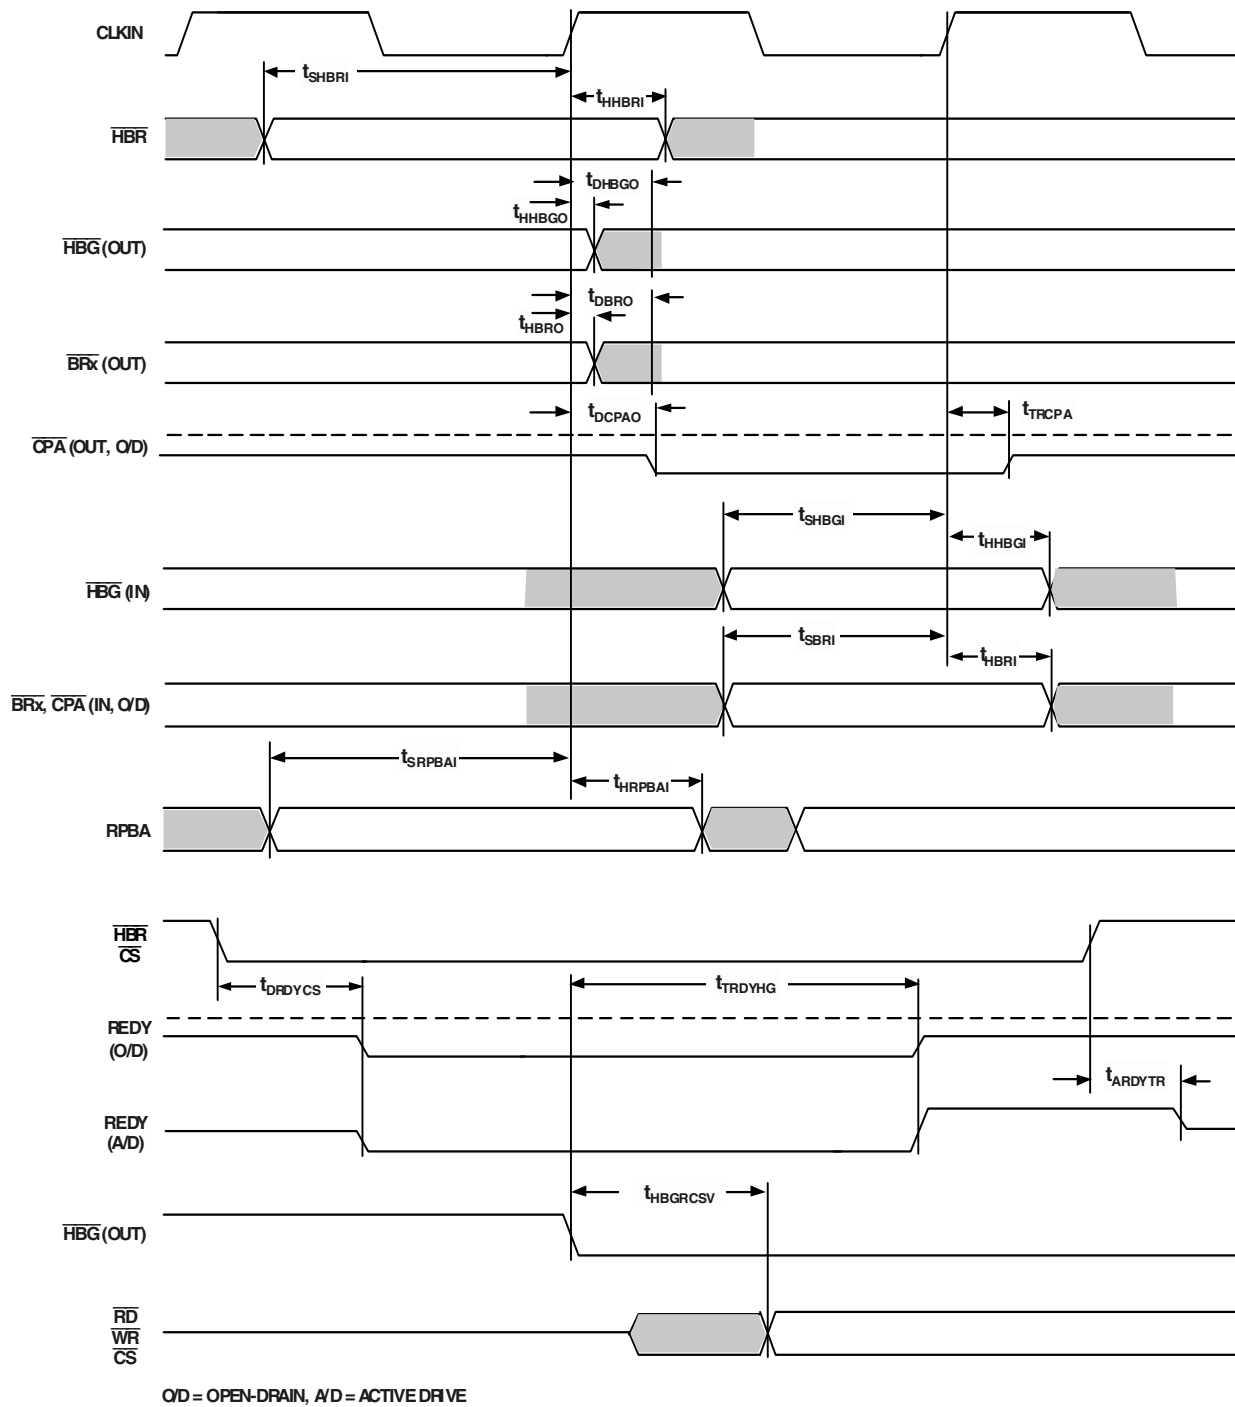 CLKIN
tSHBRI
tHHBRI
HBR
tDHBGO
tHHBGO
HBG (OUT)
tDBRO
tHBRO
BRx (OUT)
tDCPAO
tTRCPA
CPA (OUT, O/D)
tSHBGI
tHHBGI
HBG (IN)
tSBRI
tHBRI
BRx, CPA (IN, O/D)
tSRPBAI
tHRPBAI
RPBA
HBR
CS
tDRDYCS
tTRDYHG
REDY
(O/D)
tARDYTR
REDY
(A/D)
tHBGRCSV
HBG (OUT)
RD
WR
CS
O/D = OPEN-DRAIN, A/D = ACTIVE DRIVE